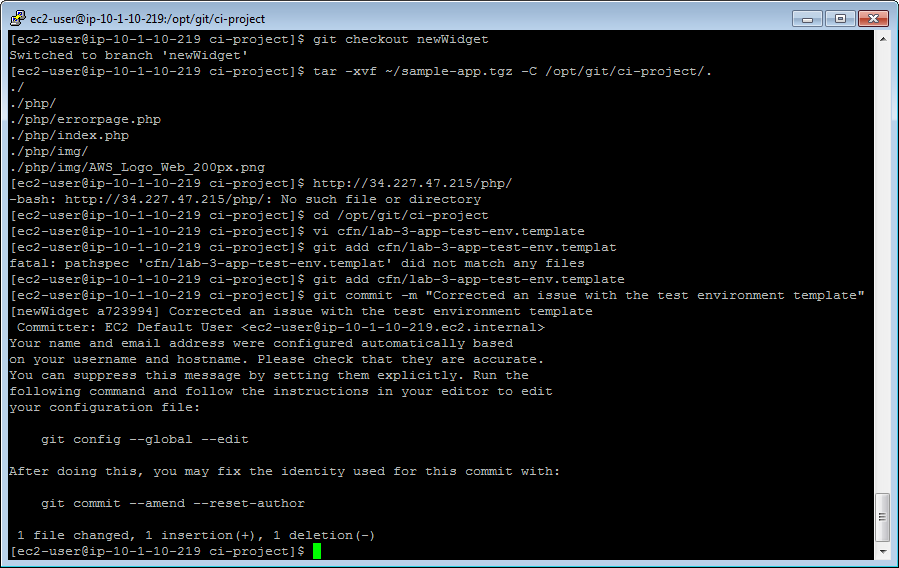 ec2-user@ip-10-1-10-219:/opt/git/ci-project
[ec2-user@ip-10-1-10-219 ci-project]$ git checkout newWidget
Switched to branch 'newWidget'
[ec2-user@ip-10-1-10-219 ci-project]$ tar -xvf ~/sample-app.tgz -C /opt/git/ci-project/.
./
./php/
./php/errorpage.php
./php/index.php
./php/img/
./php/img/AWS_Logo_Web_200px.png
[ec2-user@ip-10-1-10-219 ci-project]$ http://34.227.47.215/php/
-bash: http://34.227.47.215/php/: No such file or directory
[ec2-user@ip-10-1-10-219 ci-project]$ cd /opt/git/ci-project
[ec2-user@ip-10-1-10-219 ci-project]$ vi cfn/lab-3-app-test-env.template
[ec2-user@ip-10-1-10-219 ci-project]$ git add cfn/lab-3-app-test-env.templat
fatal: pathspec 'cfn/lab-3-app-test-env.templat' did not match any files
[ec2-user@ip-10-1-10-219 ci-project]$ git add cfn/lab-3-app-test-env.template
[ec2-user@ip-10-1-10-219 ci-project]$ git commit -m "Corrected an issue with the test environment template"
[newWidget a723994] Corrected an issue with the test environment template
 Committer: EC2 Default User <ec2-user@ip-10-1-10-219.ec2.internal>
Your name and email address were configured automatically based
on your username and hostname. Please check that they are accurate.
You can suppress this message by setting them explicitly. Run the
following command and follow the instructions in your editor to edit
your configuration file:
    git config --global --edit
After doing this, you may fix the identity used for this commit with:
    git commit --amend --reset-author
 1 file changed, 1 insertion(+), 1 deletion(-)
[ec2-user@ip-10-1-10-219 ci-project]$